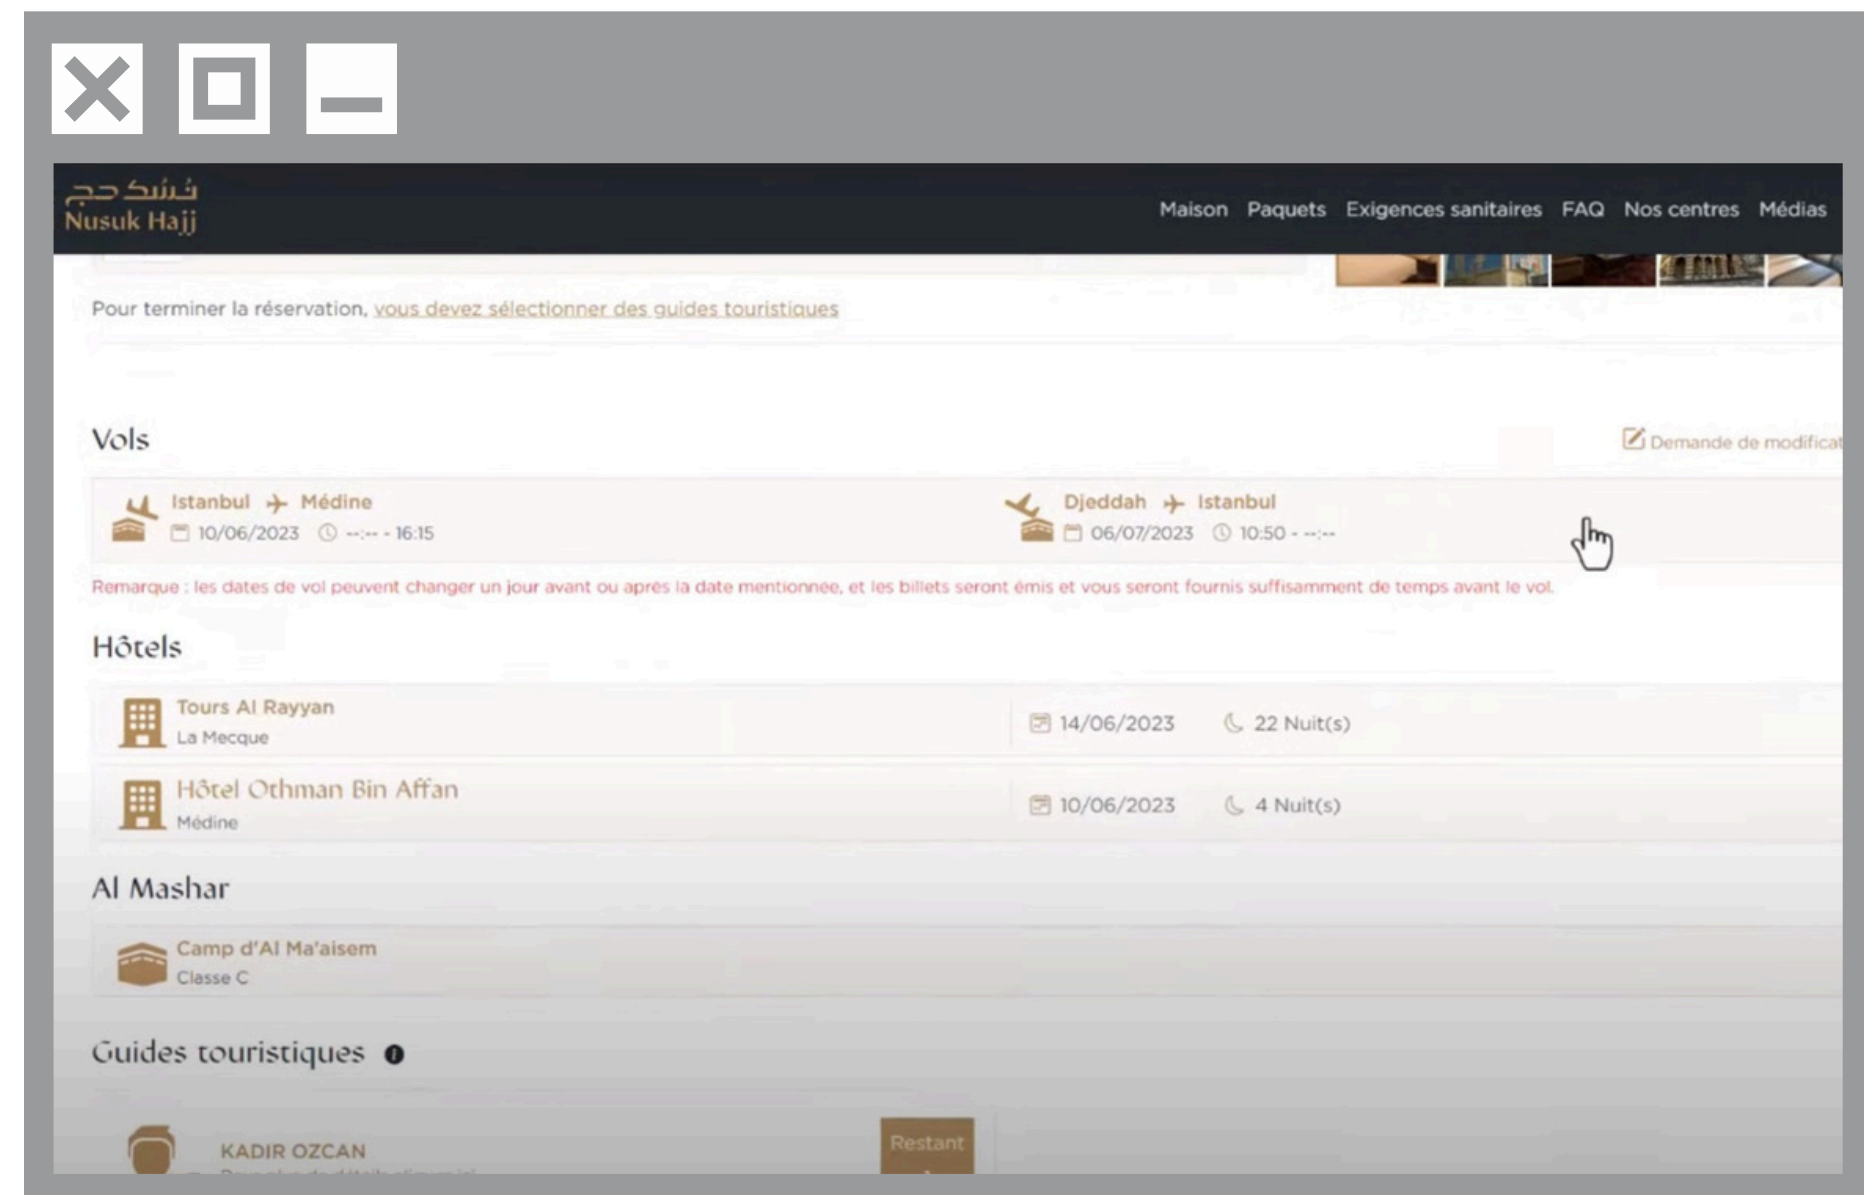 نُسُك حج
Nusuk Hajj
Maison Paquets Exigences sanitaires FAQ Nos centres Médias
Pour terminer la réservation, vous devez sélectionner des guides touristiques
Vols
Demande de modificat
Istanbul Médine
10/06/2023 --:-- - 16:15
Djeddah Istanbul
06/07/2023 10:50 - --:--
Remarque : les dates de vol peuvent changer un jour avant ou après la date mentionnée, et les billets seront émis et vous seront fournis suffisamment de temps avant le vol.
Hôtels
Tours Al Rayyan
La Mecque
14/06/2023 22 Nuit(s)
Hôtel Othman Bin Affan
Médine
10/06/2023 4 Nuit(s)
Al Mashar
Camp d'Al Ma'aisem
Classe C
Guides touristiques
KADIR OZCAN
Restant